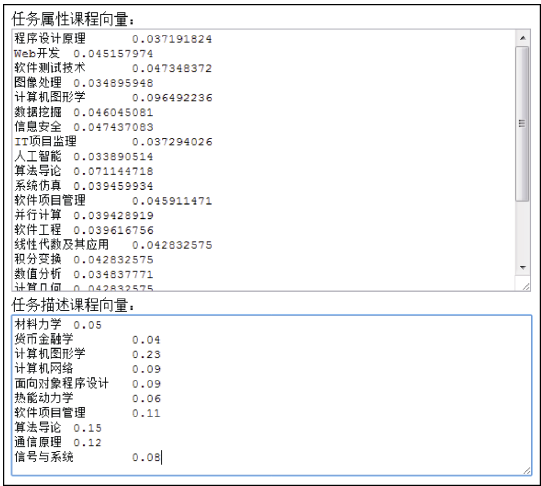 任务属性课程向量：
程序设计原理 0.037191824
Web开发 0.045157974
软件测试技术 0.047348372
图像处理 0.034895948
计算机图形学 0.096492236
数据挖掘 0.046045081
信息安全 0.047437083
IT项目监理 0.037294026
人工智能 0.033890514
算法导论 0.071144718
系统仿真 0.039459934
软件项目管理 0.045911471
并行计算 0.039428919
软件工程 0.039616756
线性代数及其应用 0.042832575
积分变换 0.042832575
数值分析 0.034837771
计算几何 0.042832575
任务描述课程向量：
材料力学 0.05
货币金融学 0.04
计算机图形学 0.23
计算机网络 0.09
面向对象程序设计 0.09
热能动力学 0.06
软件项目管理 0.11
算法导论 0.15
通信原理 0.12
信号与系统 0.08